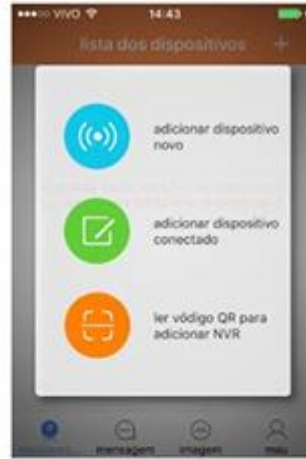 VIVO 14:43
lista dos dispositivos +
adicionar dispositivo
novo
adicionar dispositivo
conectado
ler vódigo QR para
adicionar NVR
mensagem imagem